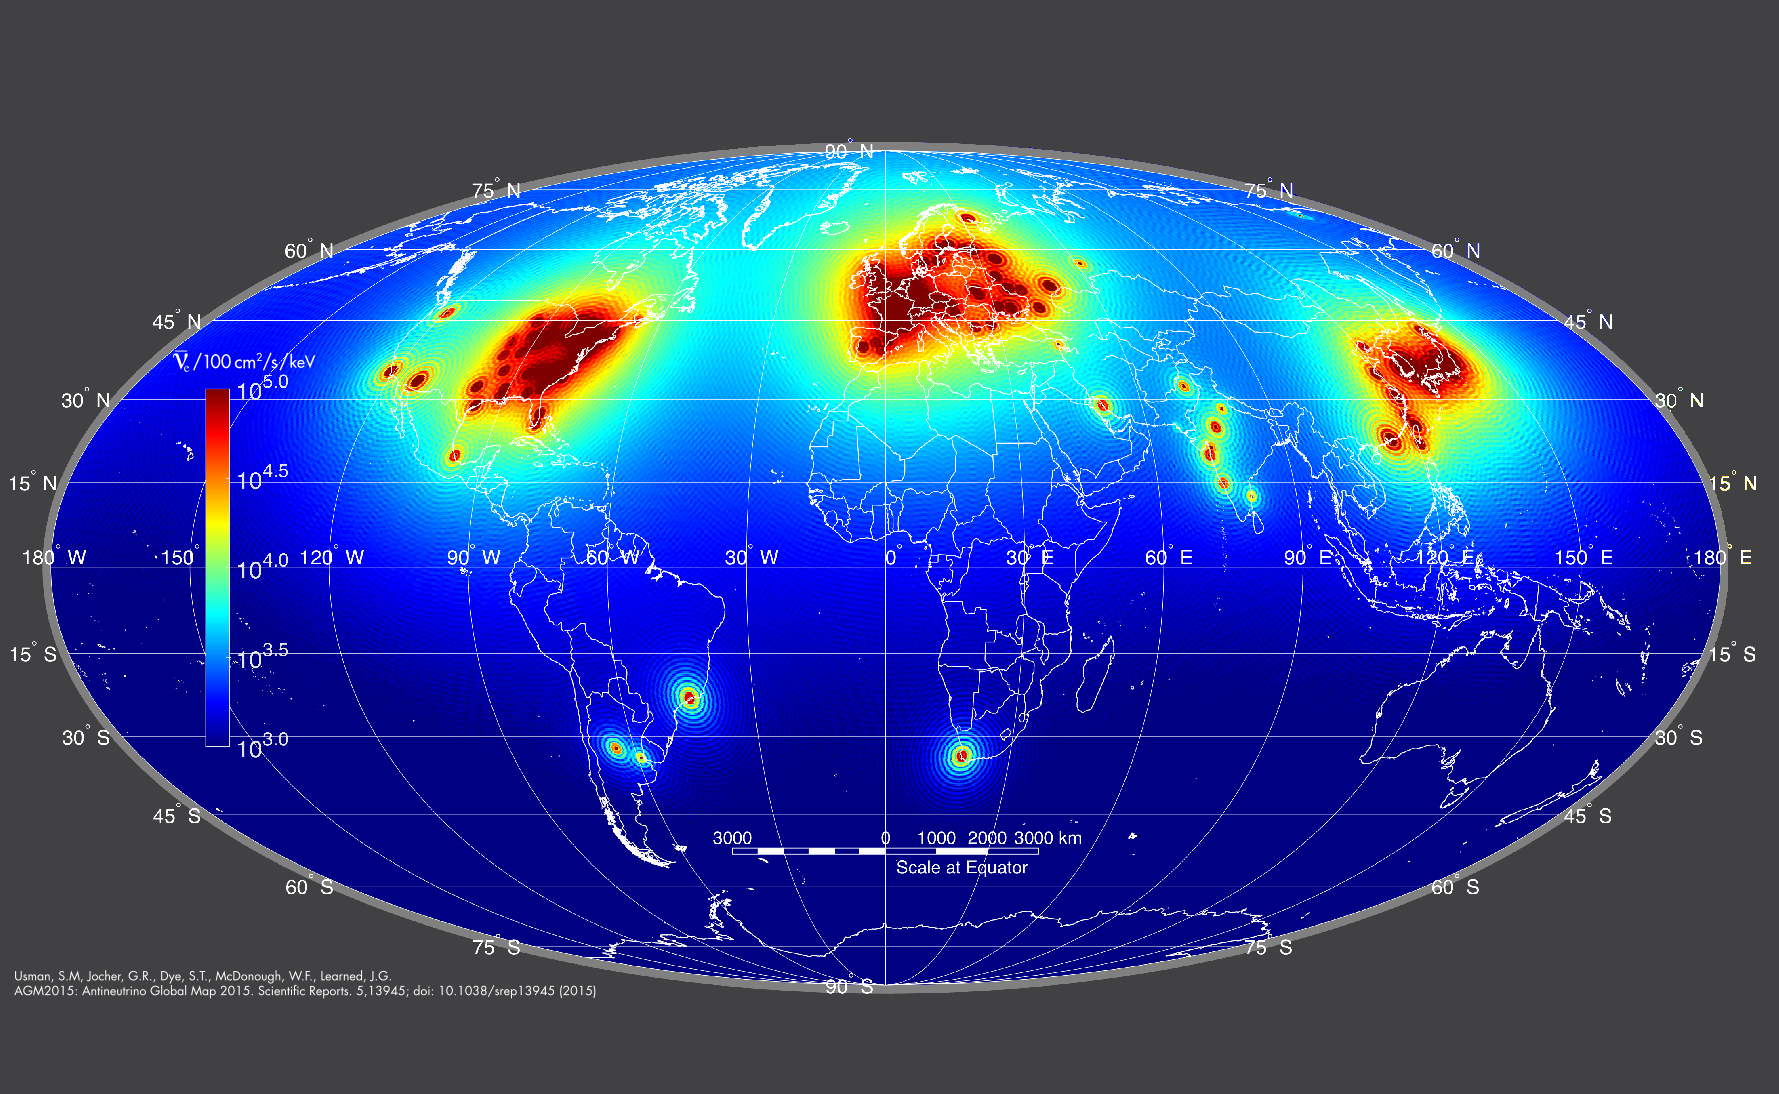 90° N
75° N 75° N
60° N 60° N
45° N 45° N
ν̅e /100 cm²/s/keV
10^5.0
30° N 30° N
10^4.5
15° N 15° N
180° W 150° 120° W 90° W 60° W 30° W 0° 30° E 60° E 90° E 120° E 150° E 180° E
10^4.0
15° S 15° S
10^3.5
30° S 30° S
10^3.0
45° S 45° S
3000 0 1000 2000 3000 km
Scale at Equator
60° S 60° S
75° S 75° S
Usman, S.M, Jocher, G.R., Dye, S.T., McDonough, W.F., Learned, J.G.
90° S
AGM2015: Antineutrino Global Map 2015. Scientific Reports. 5,13945; doi: 10.1038/srep13945 (2015)